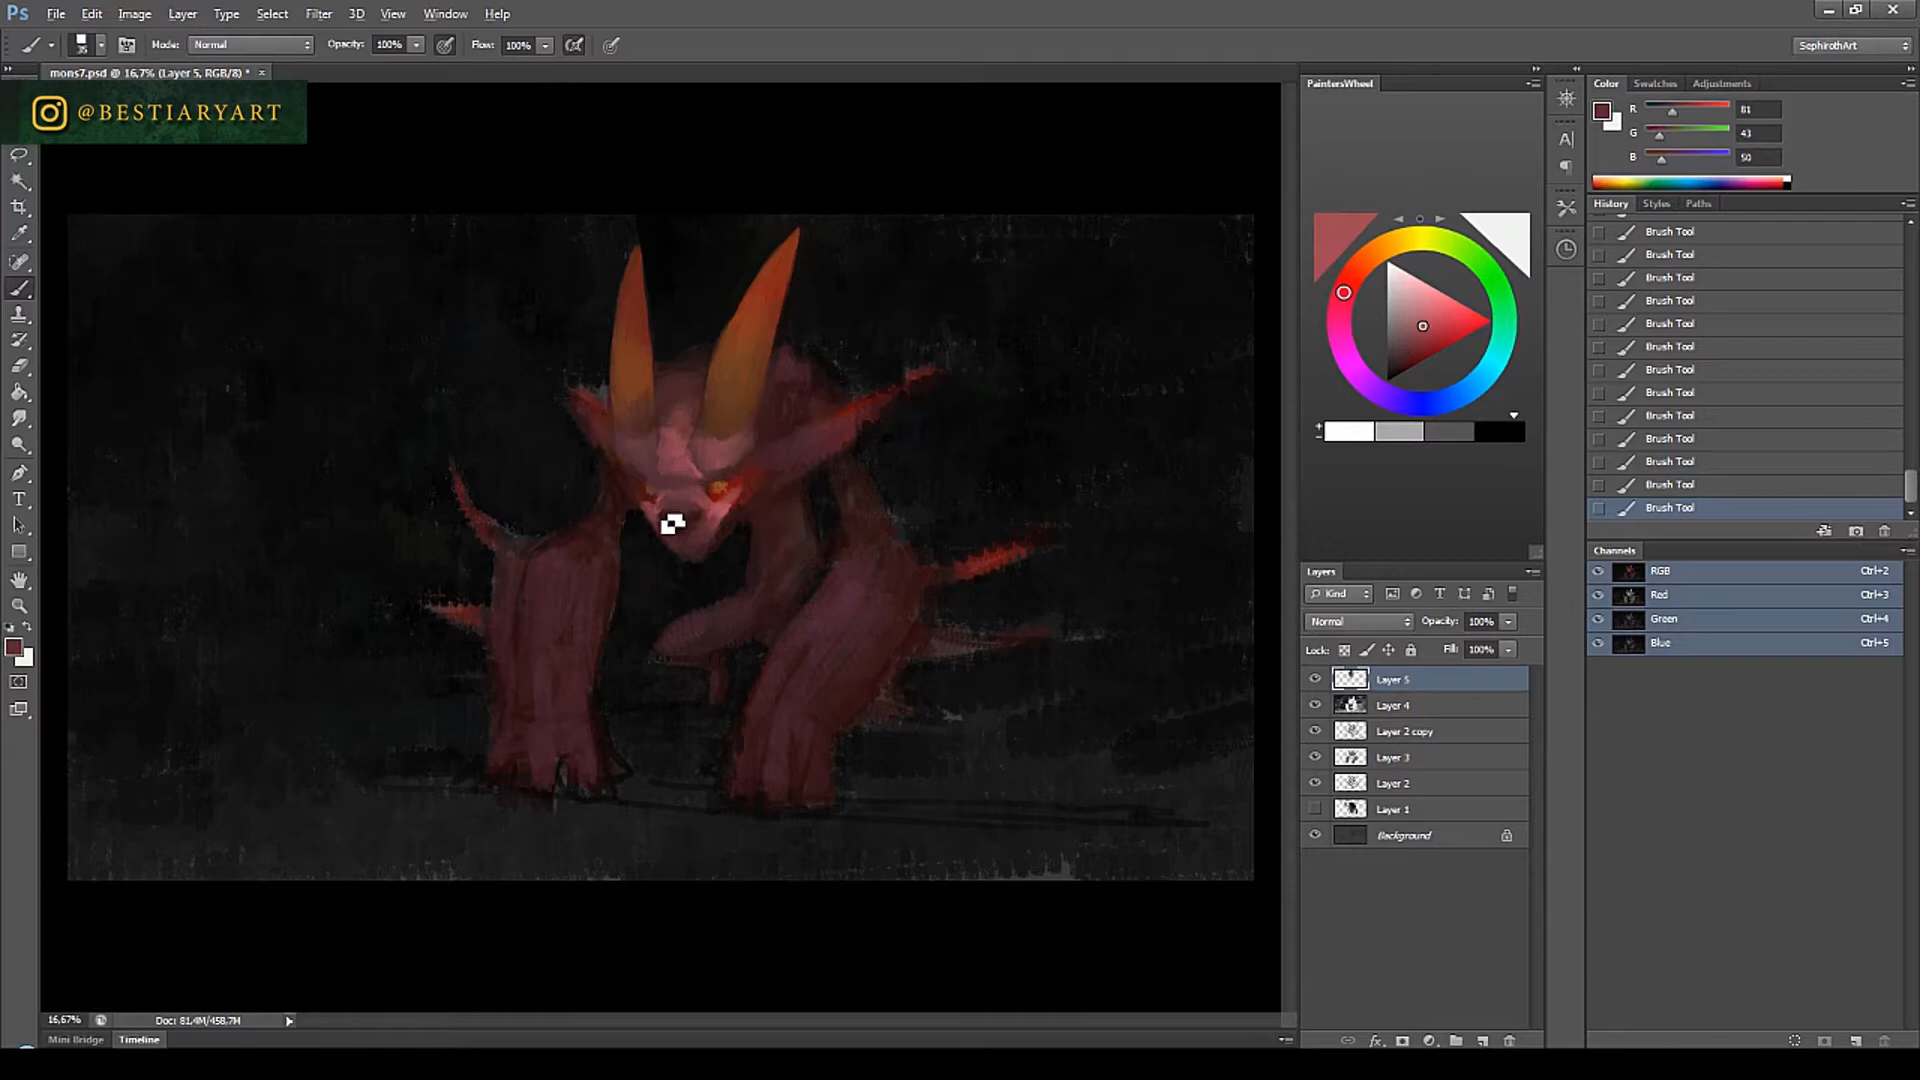 Ps File Edit Image Layer Type Select Filter 3D View Window Help
35 Mode: Normal Opacity: 100% Flow: 100% SephirothArt
mons7.psd @ 16,7% (Layer 5, RGB/8) * ×
@BESTIARYART
PaintersWheel
Color Swatches Adjustments
R 81
G 43
B 50
History Styles Paths
Brush Tool
Brush Tool
Brush Tool
Brush Tool
Brush Tool
Brush Tool
Brush Tool
Brush Tool
Brush Tool
Brush Tool
Brush Tool
Brush Tool
Brush Tool
Channels
RGB Ctrl+2
Red Ctrl+3
Green Ctrl+4
Blue Ctrl+5
Layers
Kind
Normal Opacity: 100%
Lock: Fill: 100%
Layer 5
Layer 4
Layer 2 copy
Layer 3
Layer 2
Layer 1
Background
16,67% Doc: 81,4M/458,7M
Mini Bridge Timeline